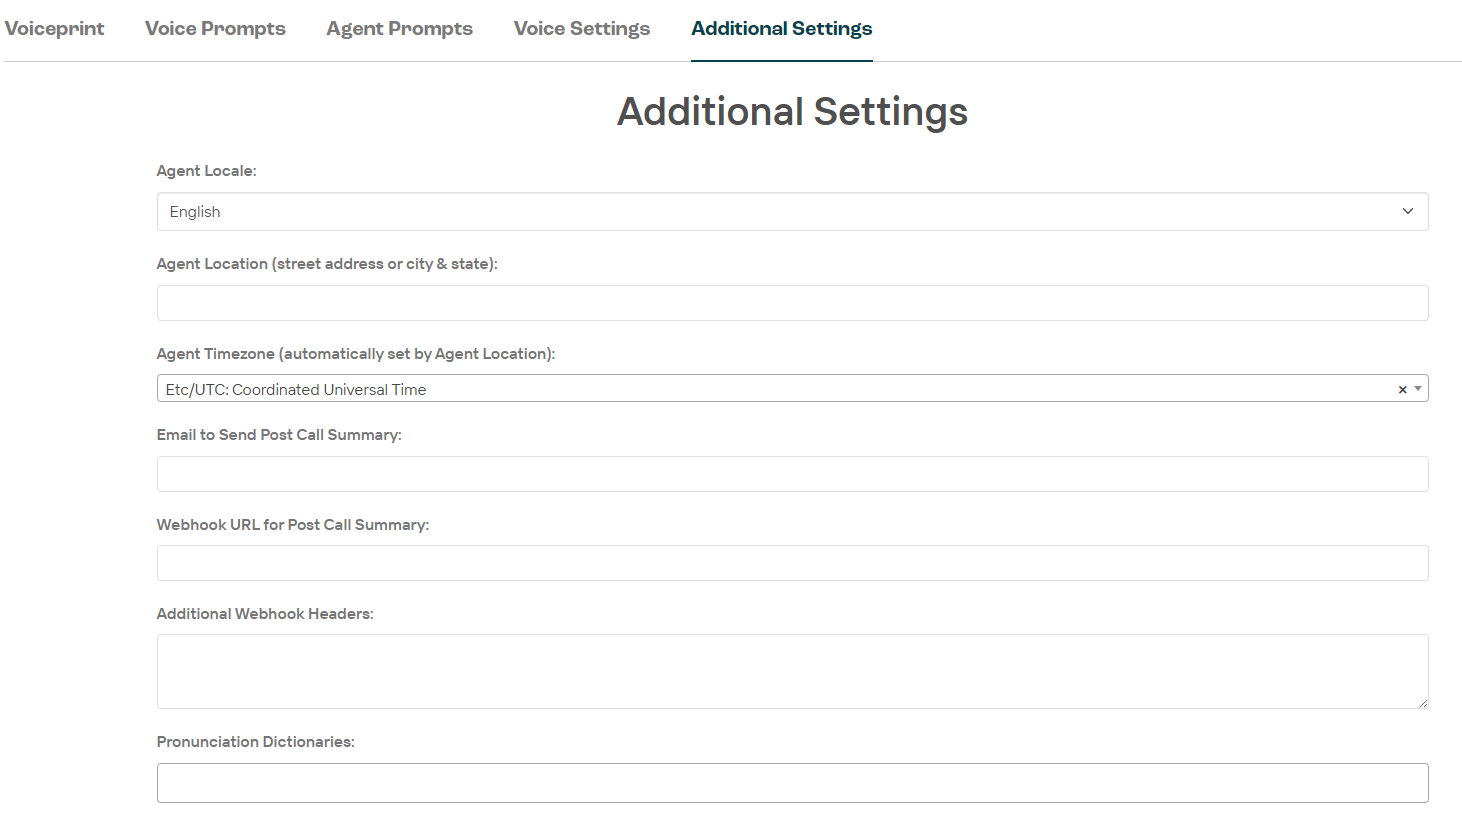 Voiceprint Voice Prompts Agent Prompts Voice Settings Additional Settings
Additional Settings
Agent Locale:
English
Agent Location (street address or city & state):
Agent Timezone (automatically set by Agent Location):
Etc/UTC: Coordinated Universal Time ×
Email to Send Post Call Summary:
Webhook URL for Post Call Summary:
Additional Webhook Headers:
Pronunciation Dictionaries: